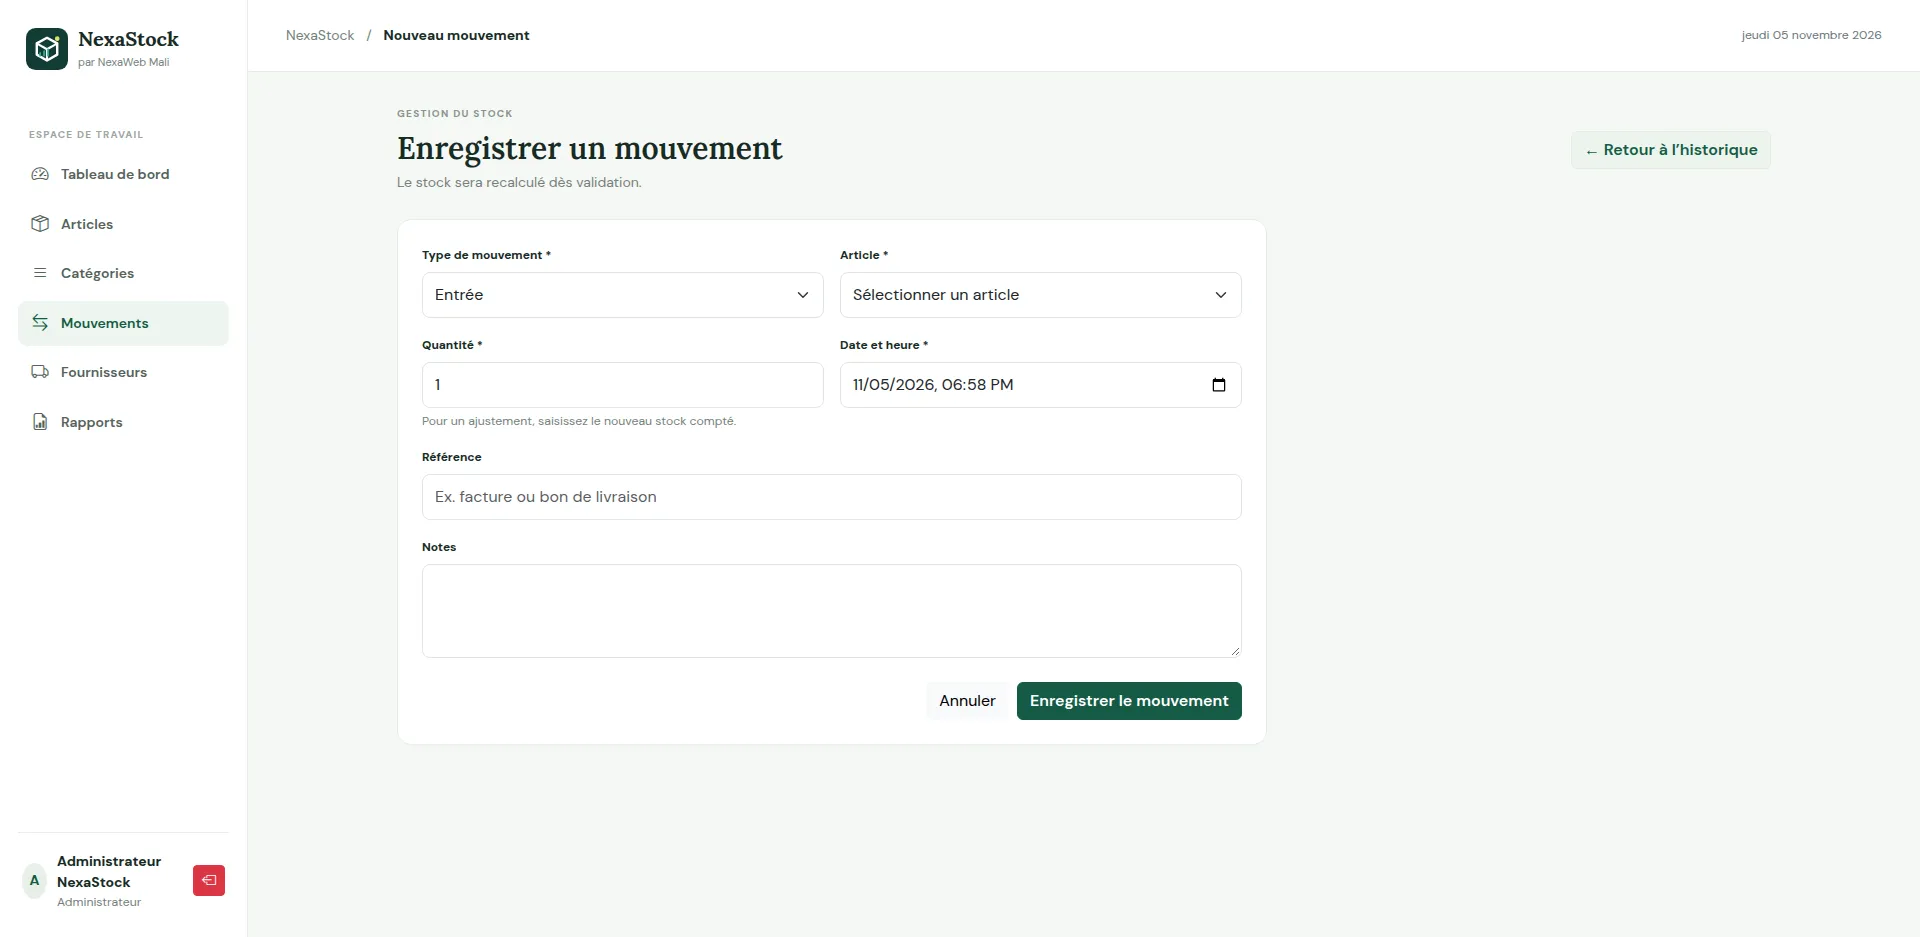 NexaStock
par NexaWeb Mali
ESPACE DE TRAVAIL
Tableau de bord
Articles
Catégories
Mouvements
Fournisseurs
Rapports
A
Administrateur
NexaStock
Administrateur
NexaStock / Nouveau mouvement
jeudi 05 novembre 2026
GESTION DU STOCK
Enregistrer un mouvement
Le stock sera recalculé dès validation.
← Retour à l’historique
Type de mouvement *
Entrée
Article *
Sélectionner un article
Quantité *
1
Pour un ajustement, saisissez le nouveau stock compté.
Date et heure *
11/05/2026, 06:58 PM
Référence
Ex. facture ou bon de livraison
Notes
Annuler
Enregistrer le mouvement